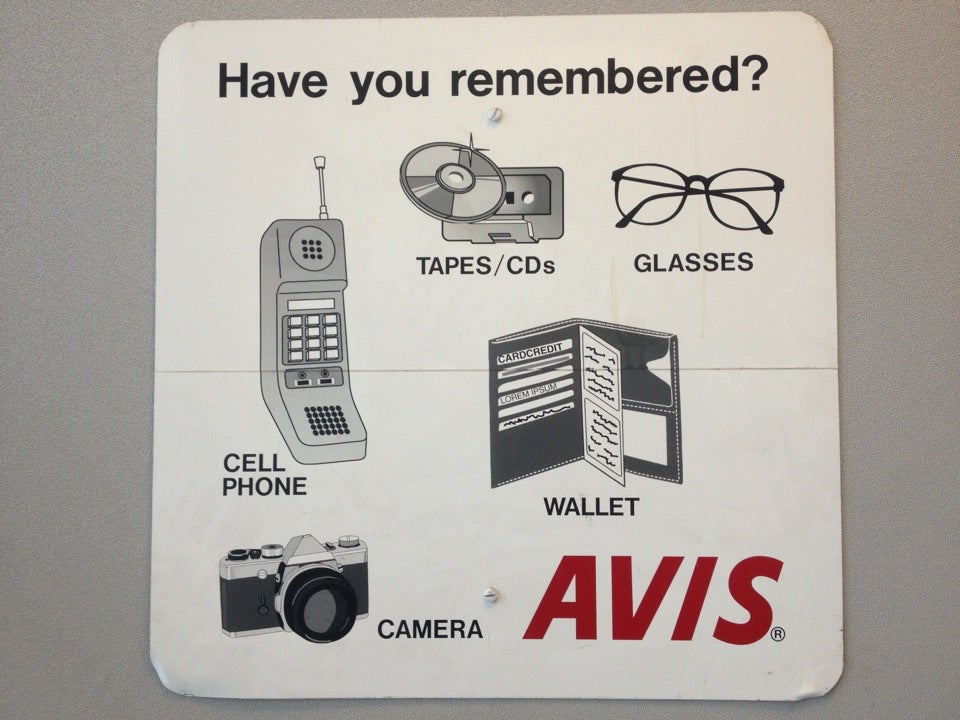 Have you remembered?
TAPES/CDs
GLASSES
CARDCREDIT
LOREM IPSUM
CELL
PHONE
WALLET
CAMERA
AVIS®